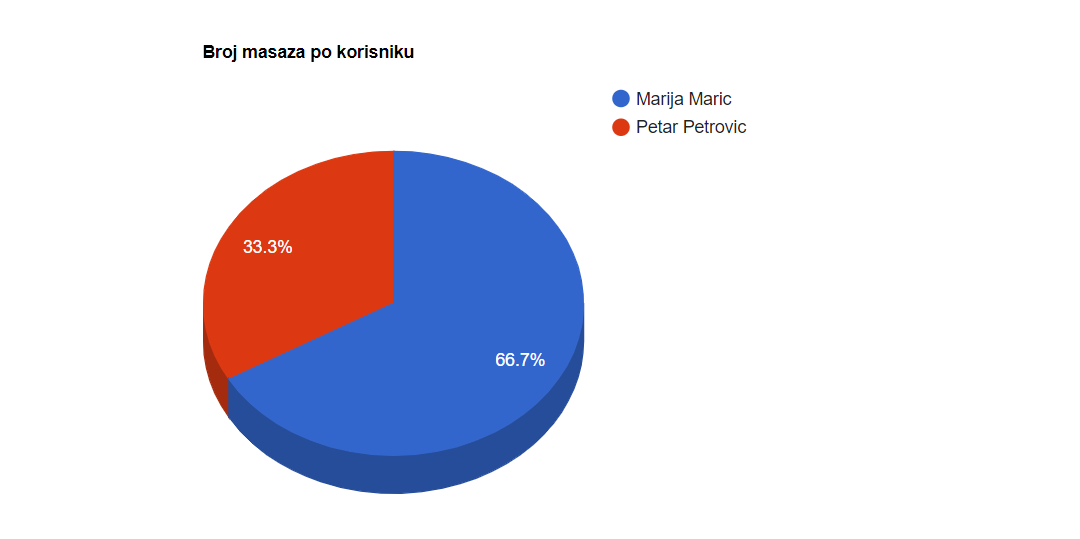 Broj masaza po korisniku
Marija Maric
Petar Petrovic
33.3%
66.7%